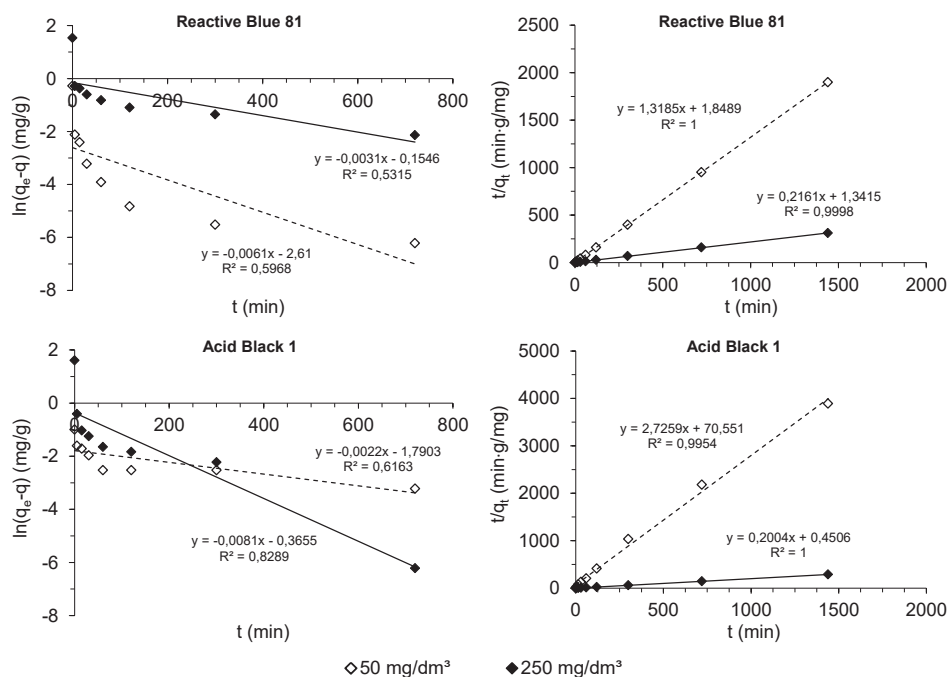 Reactive Blue 81
2
0
-2
-4
-6
-8
0 200 400 600 800
ln(qₑ-q) (mg/g)
t (min)
y = -0,0031x - 0,1546
R² = 0,5315
y = -0,0061x - 2,61
R² = 0,5968
Reactive Blue 81
2500
2000
1500
1000
500
0
0 500 1000 1500 2000
t/qₜ (min·g/mg)
t (min)
y = 1,3185x + 1,8489
R² = 1
y = 0,2161x + 1,3415
R² = 0,9998
Acid Black 1
2
0
-2
-4
-6
-8
0 200 400 600 800
ln(qₑ-q) (mg/g)
t (min)
y = -0,0022x - 1,7903
R² = 0,6163
y = -0,0081x - 0,3655
R² = 0,8289
Acid Black 1
5000
4000
3000
2000
1000
0
0 500 1000 1500 2000
t/qₜ (min·g/mg)
t (min)
y = 2,7259x + 70,551
R² = 0,9954
y = 0,2004x + 0,4506
R² = 1
50 mg/dm³ 250 mg/dm³